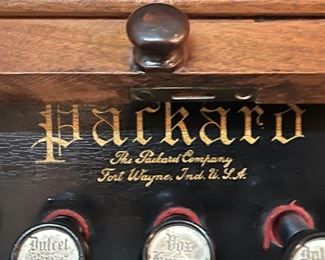 Packard
The Packard Company
Fort Wayne, Ind. U.S.A.
Dulcet
Vox